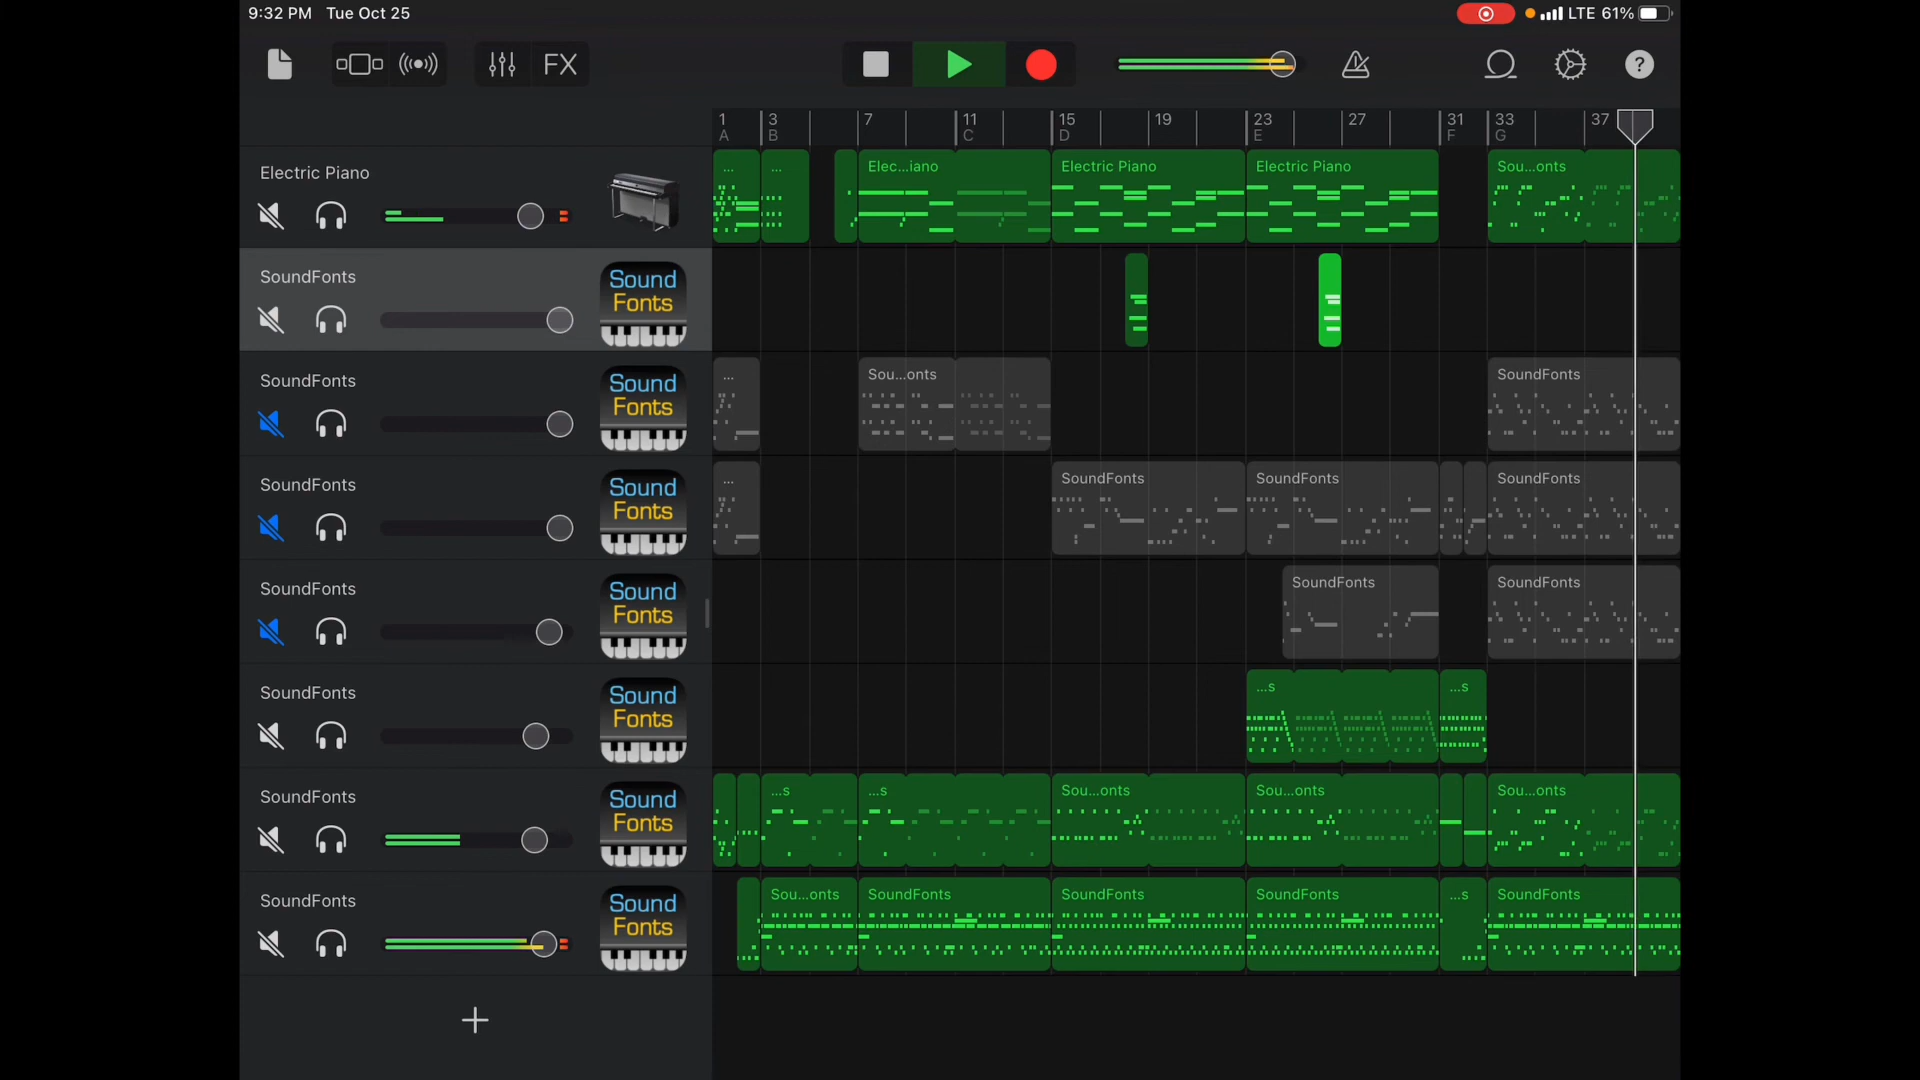 9:32 PM Tue Oct 25
LTE 61%
FX
?
1 3 7 11 15 19 23 27 31 33 37
A B C D E F G
Electric Piano
... ... Elec...iano Electric Piano Electric Piano Sou...onts
SoundFonts
Sound
Fonts
SoundFonts
Sound
Fonts
... Sou...onts SoundFonts
SoundFonts
Sound
Fonts
... SoundFonts SoundFonts SoundFonts
SoundFonts
Sound
Fonts
SoundFonts SoundFonts
SoundFonts
Sound
Fonts
...s ...s
SoundFonts
Sound
Fonts
...s ...s Sou...onts Sou...onts Sou...onts
SoundFonts
Sound
Fonts
Sou...onts SoundFonts SoundFonts SoundFonts ...s SoundFonts